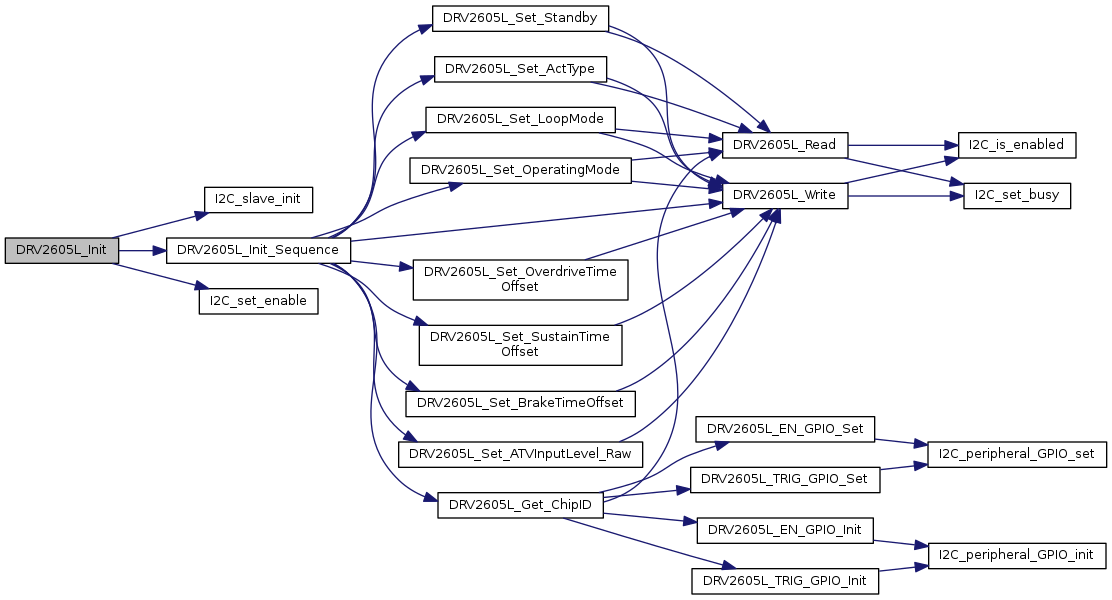 DRV2605L_Init
I2C_slave_init
DRV2605L_Init_Sequence
I2C_set_enable
DRV2605L_Set_Standby
DRV2605L_Set_ActType
DRV2605L_Set_LoopMode
DRV2605L_Set_OperatingMode
DRV2605L_Set_OverdriveTime
Offset
DRV2605L_Set_SustainTime
Offset
DRV2605L_Set_BrakeTimeOffset
DRV2605L_Set_ATVInputLevel_Raw
DRV2605L_Get_ChipID
DRV2605L_Read
DRV2605L_Write
DRV2605L_EN_GPIO_Set
DRV2605L_TRIG_GPIO_Set
DRV2605L_EN_GPIO_Init
DRV2605L_TRIG_GPIO_Init
I2C_is_enabled
I2C_set_busy
I2C_peripheral_GPIO_set
I2C_peripheral_GPIO_init